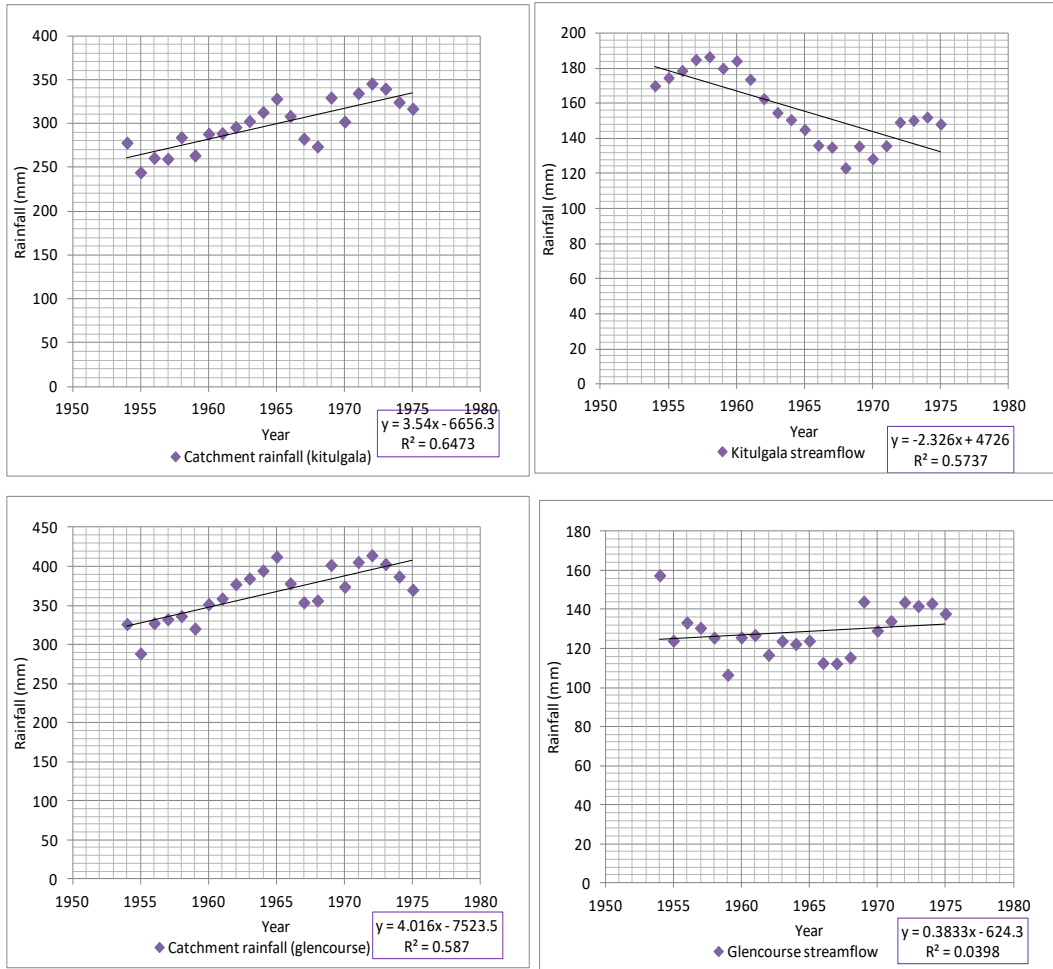 400
350
300
250
200
150
100
50
0
Rainfall (mm)
1950 1955 1960 1965 1970 1975 1980
Year
Catchment rainfall (kitulgala)
y = 3.54x - 6656.3
R² = 0.6473
200
180
160
140
120
100
80
60
40
20
0
Rainfall (mm)
1950 1955 1960 1965 1970 1975 1980
Year
Kitulgala streamflow
y = -2.326x + 4726
R² = 0.5737
450
400
350
300
250
200
150
100
50
0
Rainfall (mm)
1950 1955 1960 1965 1970 1975 1980
Year
Catchment rainfall (glencourse)
y = 4.016x - 7523.5
R² = 0.587
180
160
140
120
100
80
60
40
20
0
Rainfall (mm)
1950 1955 1960 1965 1970 1975 1980
Year
Glencourse streamflow
y = 0.3833x - 624.3
R² = 0.0398